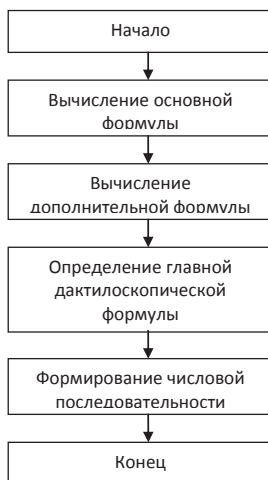 Начало
Вычисление основной
формулы
Вычисление
дополнительной формулы
Определение главной
дактилоскопической
формулы
Формирование числовой
последовательности
Конец